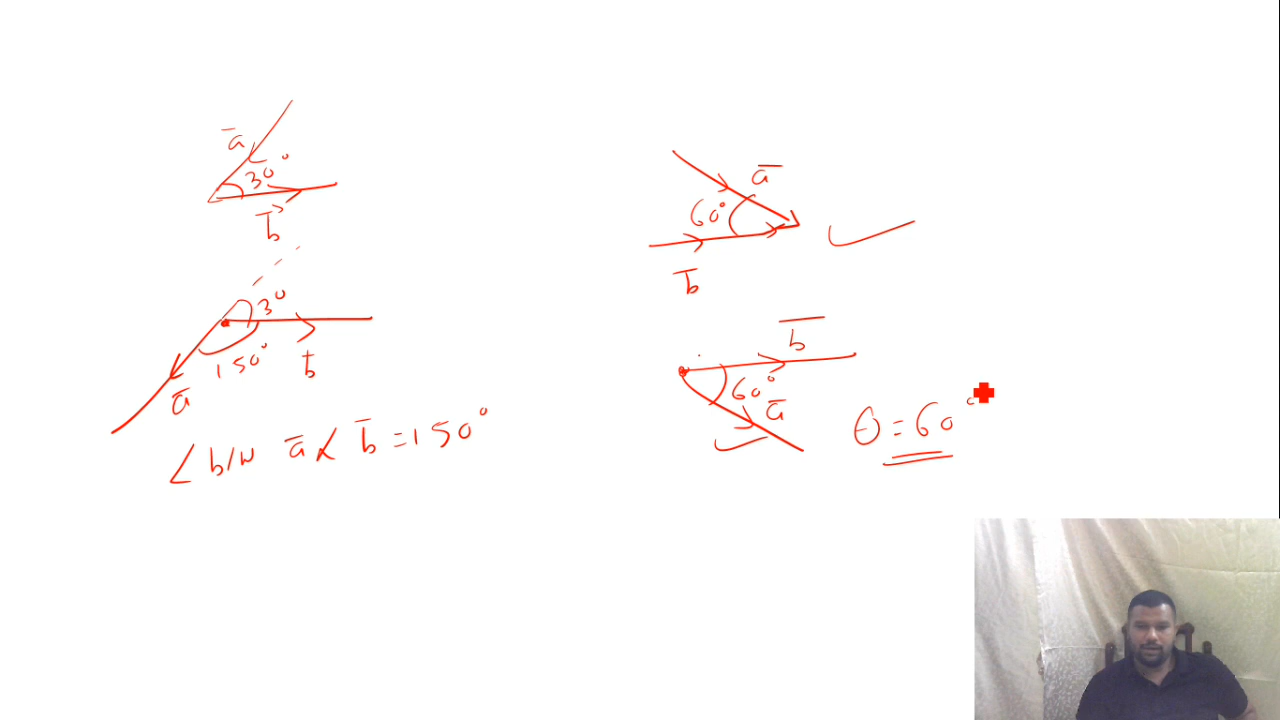 a̅
30°
b⃗
30
150°
b̅
a̅
∠ b/w a̅ & b̅ = 150°
a̅
60°
b̅
b̅
60°
a̅
θ = 60°